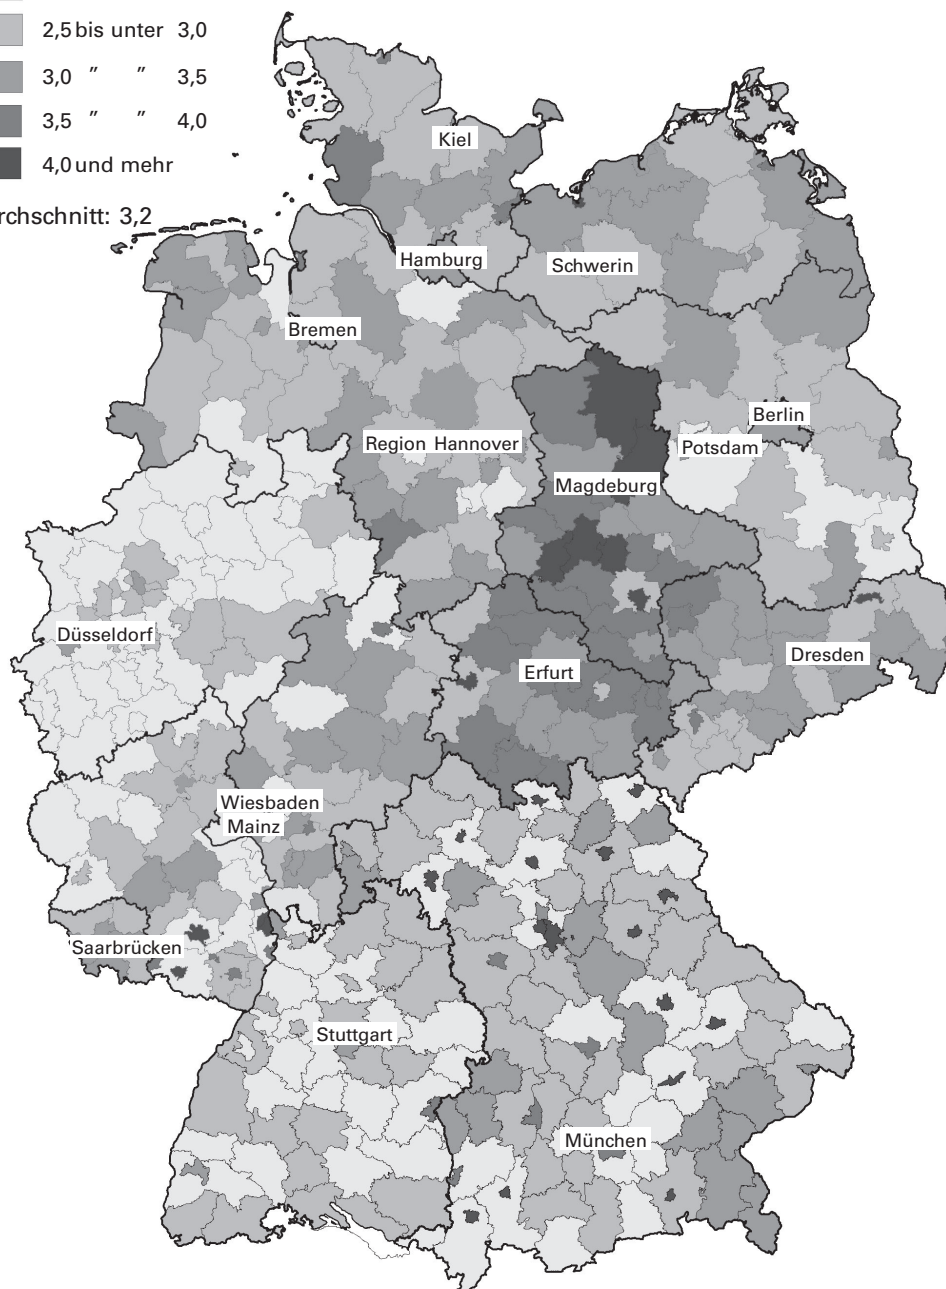 2,5 bis unter 3,0
3,0 " " 3,5
3,5 " " 4,0
4,0 und mehr
rchschnitt: 3,2
Kiel
Hamburg
Schwerin
Bremen
Berlin
Region Hannover
Potsdam
Magdeburg
Düsseldorf
Erfurt
Dresden
Wiesbaden
Mainz
Saarbrücken
Stuttgart
München